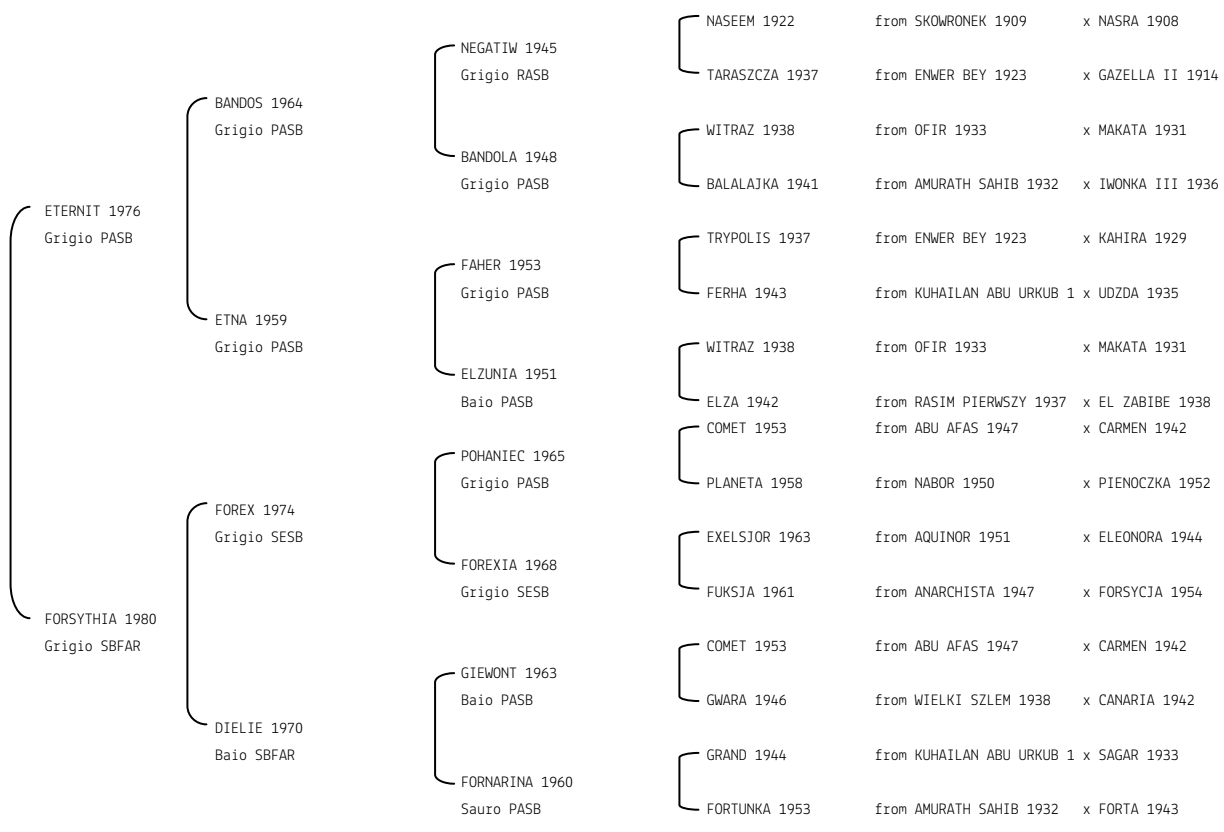 NASEEM 1922 from SKOWRONEK 1909 x NASRA 1908
NEGATIW 1945
Grigio RASB TARASZCZA 1937 from ENWER BEY 1923 x GAZELLA II 1914
BANDOS 1964
Grigio PASB WITRAZ 1938 from OFIR 1933 x MAKATA 1931
BANDOLA 1948
Grigio PASB BALALAJKA 1941 from AMURATH SAHIB 1932 x IWONKA III 1936
ETERNIT 1976
Grigio PASB TRYPOLIS 1937 from ENWER BEY 1923 x KAHIRA 1929
FAHER 1953
Grigio PASB FERHA 1943 from KUHAILAN ABU URKUB 1 x UDZDA 1935
ETNA 1959
Grigio PASB WITRAZ 1938 from OFIR 1933 x MAKATA 1931
ELZUNIA 1951
Baio PASB ELZA 1942 from RASIM PIERWSZY 1937 x EL ZABIBE 1938
COMET 1953 from ABU AFAS 1947 x CARMEN 1942
POHANIEC 1965
Grigio PASB PLANETA 1958 from NABOR 1950 x PIENOCZKA 1952
FOREX 1974
Grigio SESB EXELSJOR 1963 from AQUINOR 1951 x ELEONORA 1944
FOREXIA 1968
Grigio SESB FUKSJA 1961 from ANARCHISTA 1947 x FORSYCJA 1954
FORSYTHIA 1980
Grigio SBFAR COMET 1953 from ABU AFAS 1947 x CARMEN 1942
GIEWONT 1963
Baio PASB GWARA 1946 from WIELKI SZLEM 1938 x CANARIA 1942
DIELIE 1970
Baio SBFAR GRAND 1944 from KUHAILAN ABU URKUB 1 x SAGAR 1933
FORNARINA 1960
Sauro PASB FORTUNKA 1953 from AMURATH SAHIB 1932 x FORTA 1943